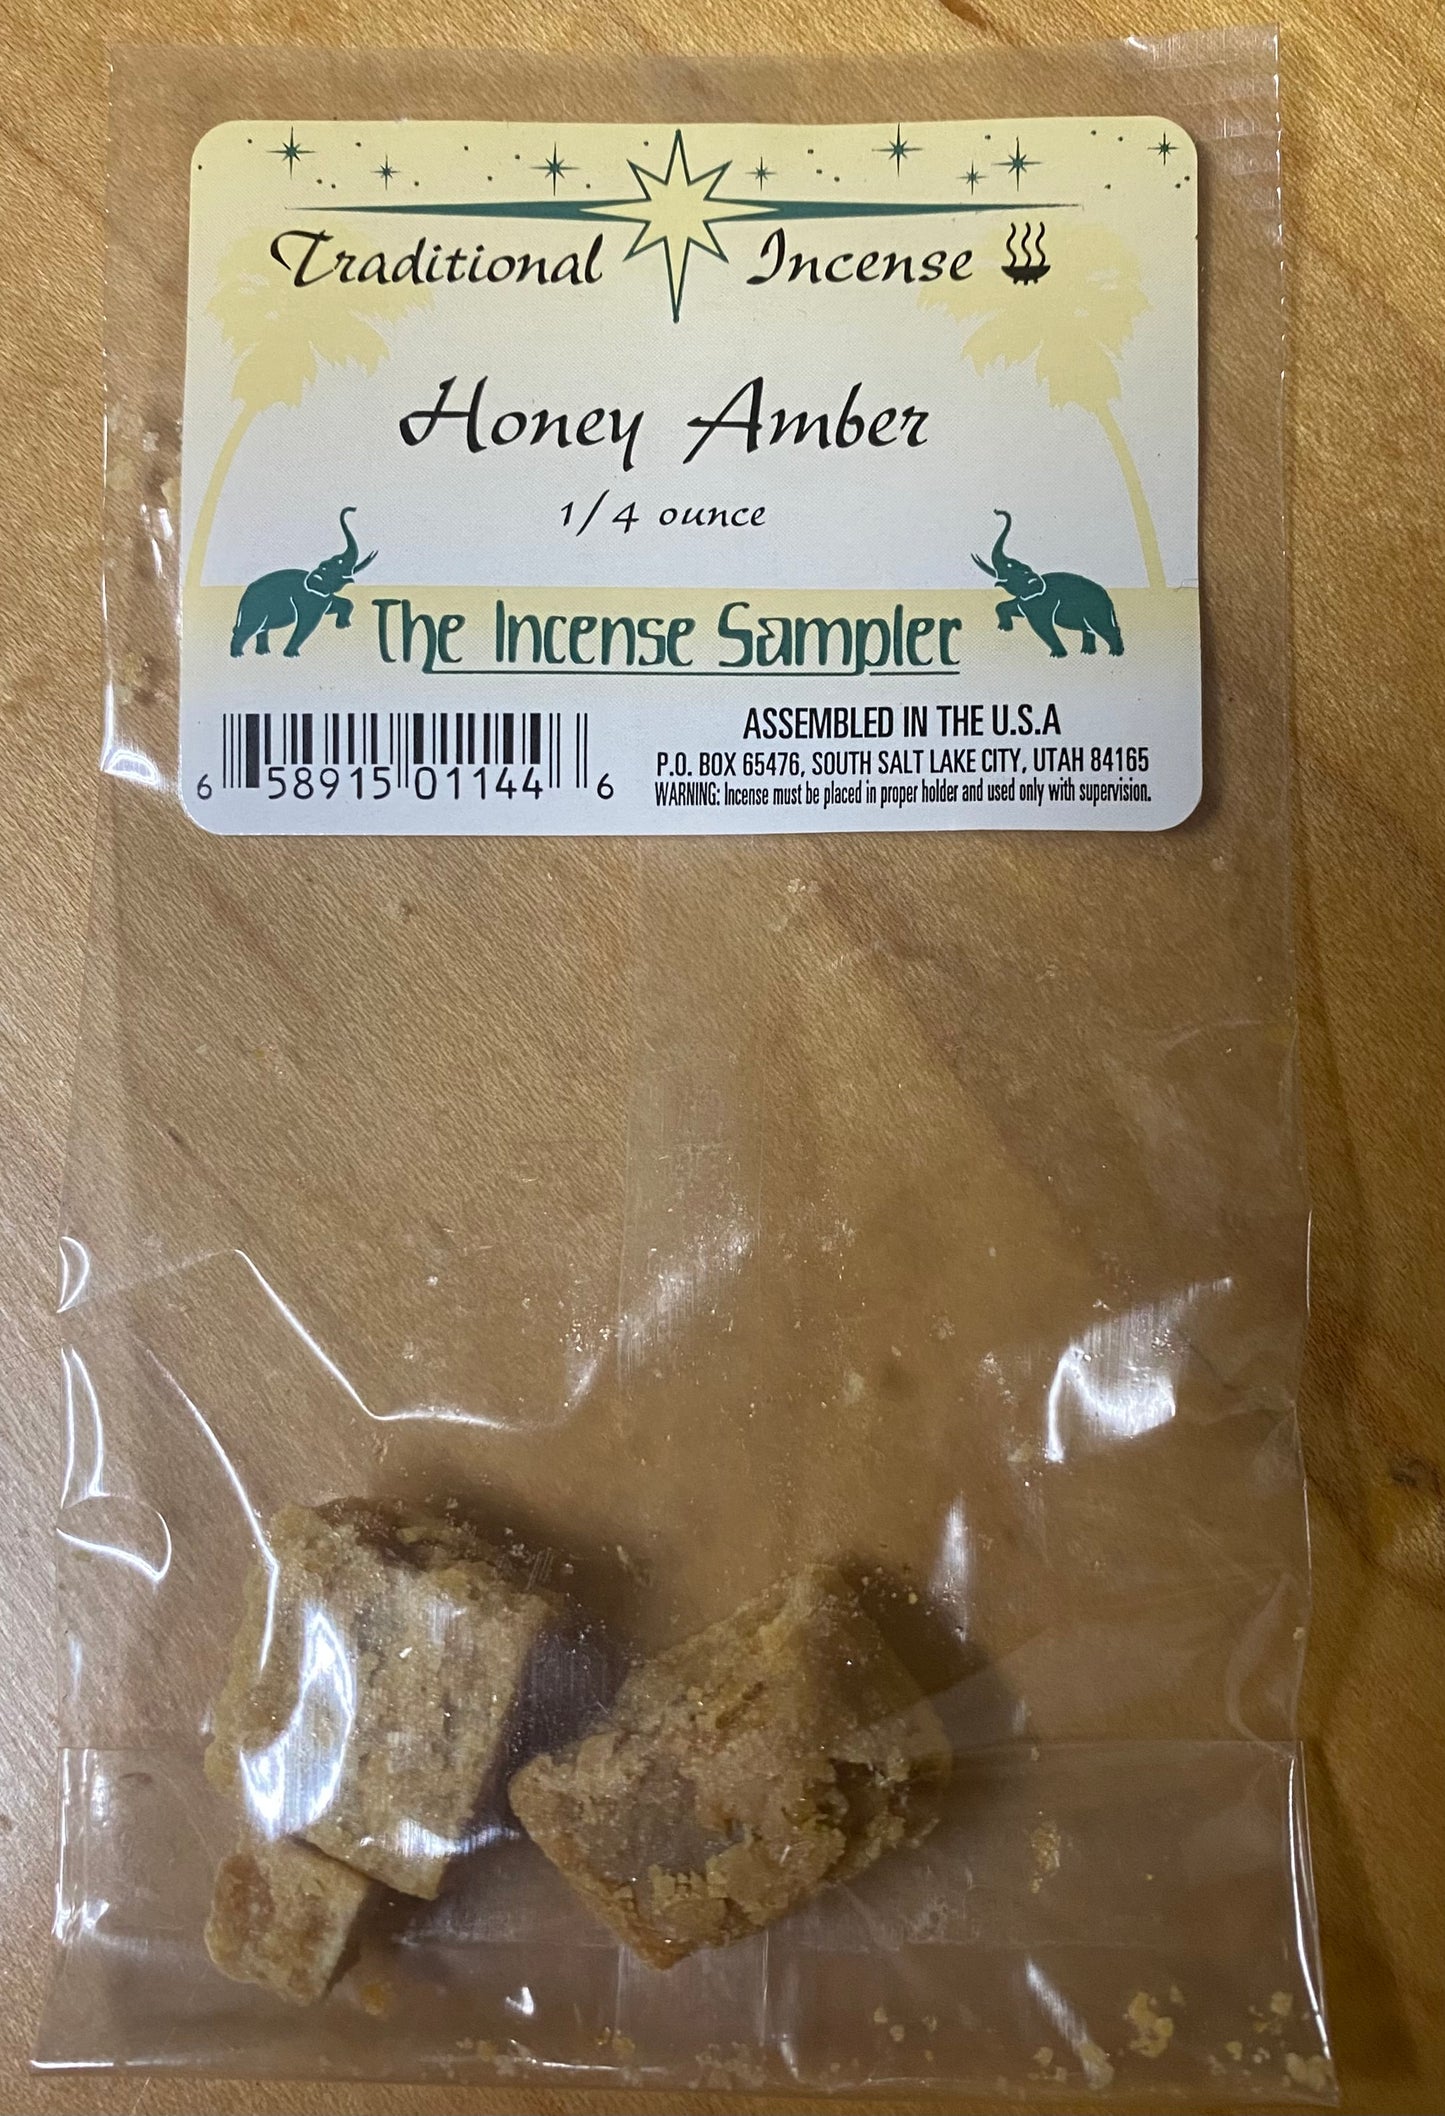 Traditional Incense
Honey Amber
1/4 ounce
The Incense Sampler
ASSEMBLED IN THE U.S.A
P.O. BOX 65476, SOUTH SALT LAKE CITY, UTAH 84165
WARNING: Incense must be placed in proper holder and used only with supervision.
6 58915 01144 6